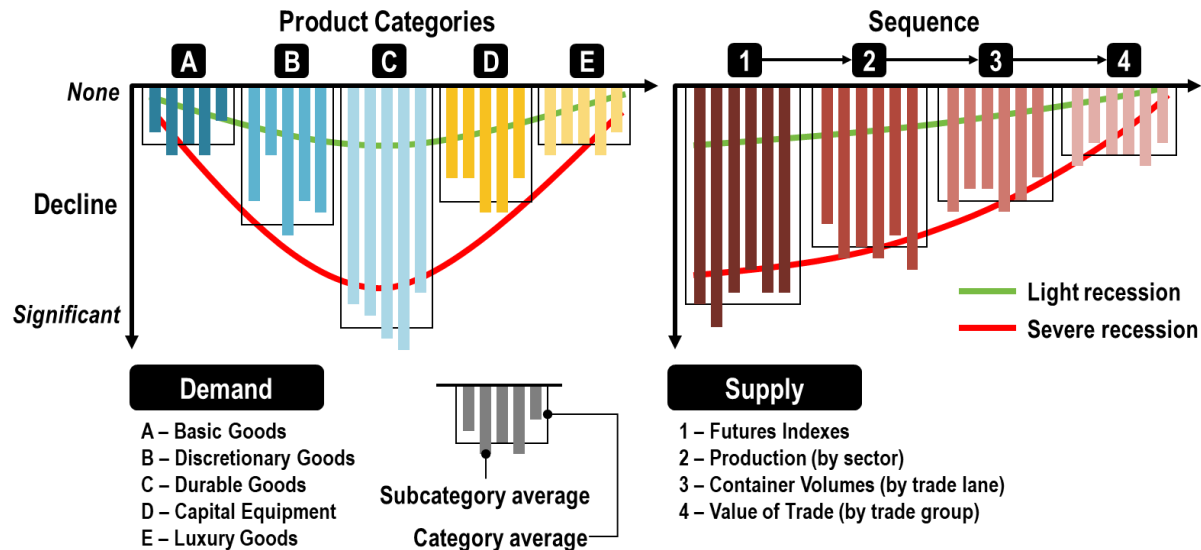 Product Categories
A
B
C
D
E
None
Decline
Significant
Sequence
1
2
3
4
Light recession
Severe recession
Demand
A – Basic Goods
B – Discretionary Goods
C – Durable Goods
D – Capital Equipment
E – Luxury Goods
Subcategory average
Category average
Supply
1 – Futures Indexes
2 – Production (by sector)
3 – Container Volumes (by trade lane)
4 – Value of Trade (by trade group)